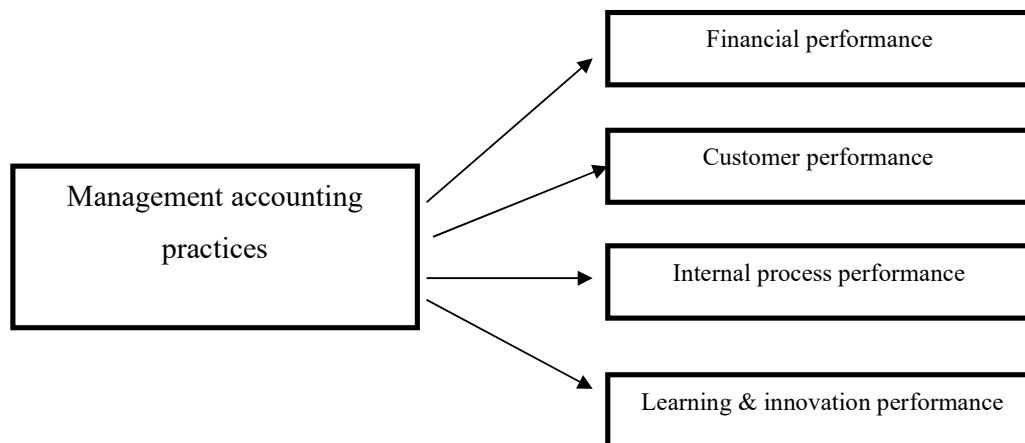 Financial performance
Customer performance
Management accounting
practices
Internal process performance
Learning & innovation performance